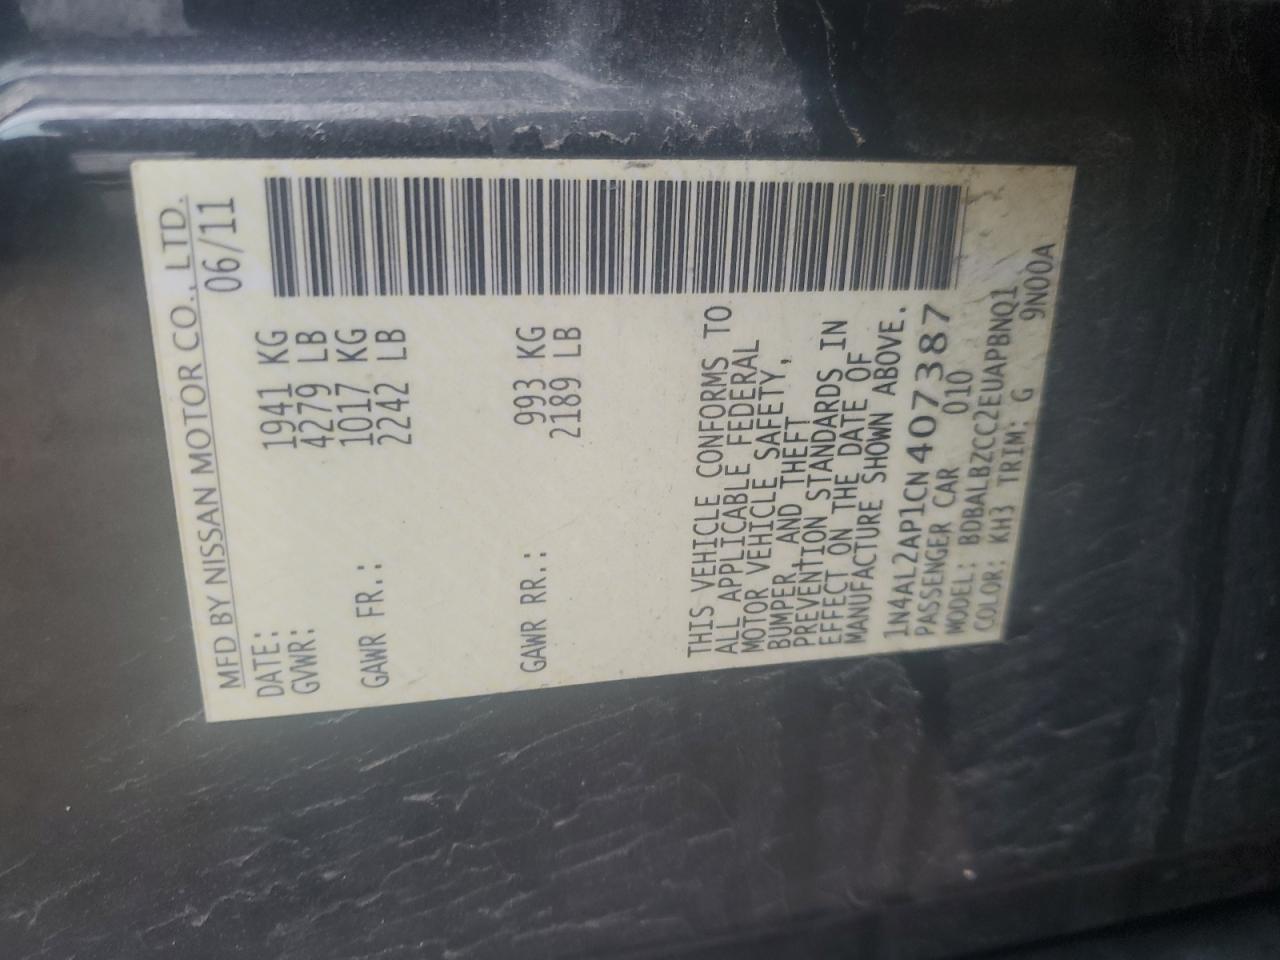 MFD BY NISSAN MOTOR CO., LTD.
DATE: 06/11
GVWR: 1941 KG
4279 LB
GAWR FR.: 1017 KG
2242 LB
GAWR RR.: 993 KG
2189 LB
THIS VEHICLE CONFORMS TO
ALL APPLICABLE FEDERAL
MOTOR VEHICLE SAFETY,
BUMPER, AND THEFT
PREVENTION STANDARDS IN
EFFECT ON THE DATE OF
MANUFACTURE SHOWN ABOVE.
1N4AL2AP1CN407387
PASSENGER CAR 010
MODEL: BDBALBZCC2EUAPBNQ1
COLOR: KH3 TRIM: G 9N00A